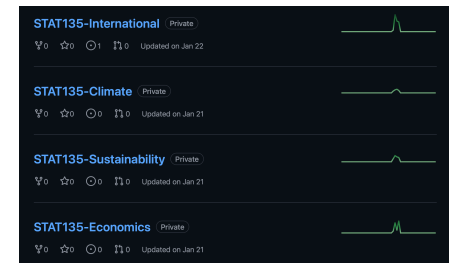 STAT135-International Private
0 0 1 0 Updated on Jan 22
STAT135-Climate Private
0 0 0 0 Updated on Jan 21
STAT135-Sustainability Private
0 0 0 0 Updated on Jan 21
STAT135-Economics Private
0 0 0 0 Updated on Jan 21